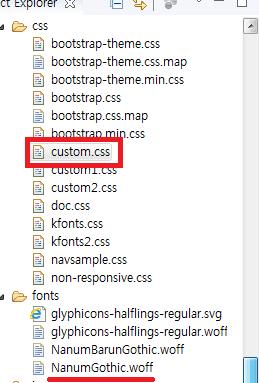 ct Explorer
css
bootstrap-theme.css
bootstrap-theme.css.map
bootstrap-theme.min.css
bootstrap.css
bootstrap.css.map
bootstrap.min.css
custom.css
custom1.css
custom2.css
doc.css
kfonts.css
kfonts2.css
navsample.css
non-responsive.css
fonts
glyphicons-halflings-regular.svg
glyphicons-halflings-regular.woff
NanumBarunGothic.woff
NanumGothic.woff